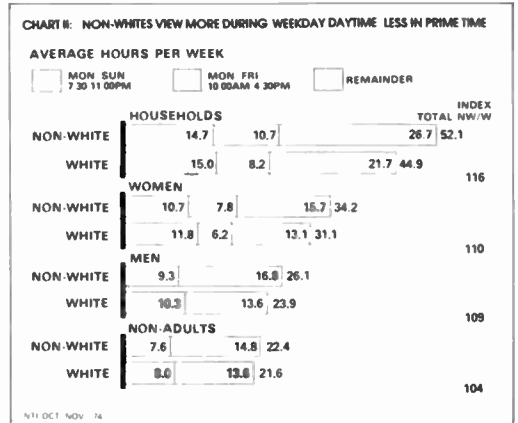 CHART II: NON-WHITES VIEW MORE DURING WEEKDAY DAYTIME LESS IN PRIME TIME
AVERAGE HOURS PER WEEK
MON SUN 7 30 11 00PM
MON FRI 10 00AM 4 30PM
REMAINDER
HOUSEHOLDS
TOTAL INDEX NW/W
NON-WHITE 14.7 10.7 26.7 52.1
WHITE 15.0 8.2 21.7 44.9
116
WOMEN
NON-WHITE 10.7 7.8 15.7 34.2
WHITE 11.8 6.2 13.1 31.1
110
MEN
NON-WHITE 9.3 16.8 26.1
WHITE 10.3 13.6 23.9
109
NON-ADULTS
NON-WHITE 7.6 14.8 22.4
WHITE 8.0 13.6 21.6
104
NTI OCT NOV 74